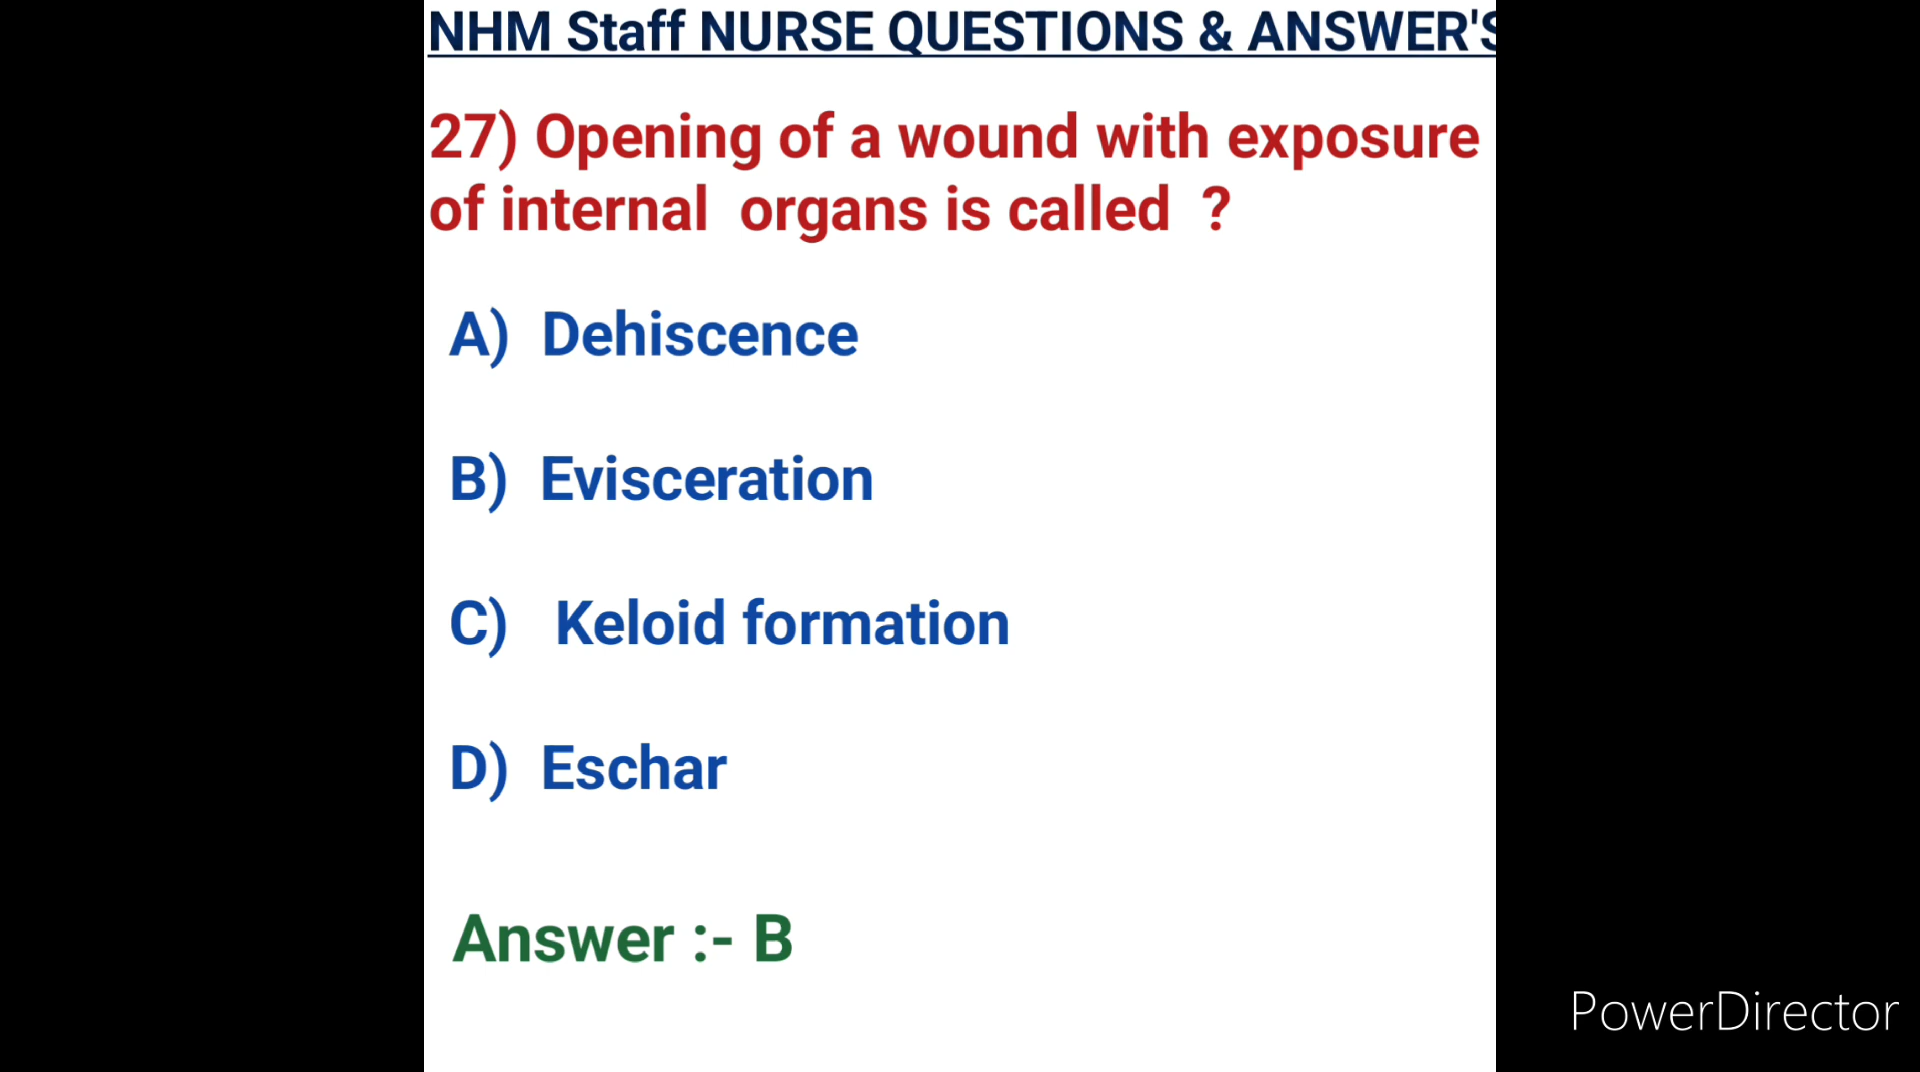 NHM Staff NURSE QUESTIONS & ANSWER'S
27) Opening of a wound with exposure
of internal organs is called ?
A) Dehiscence
B) Evisceration
C) Keloid formation
D) Eschar
Answer :- B
PowerDirector